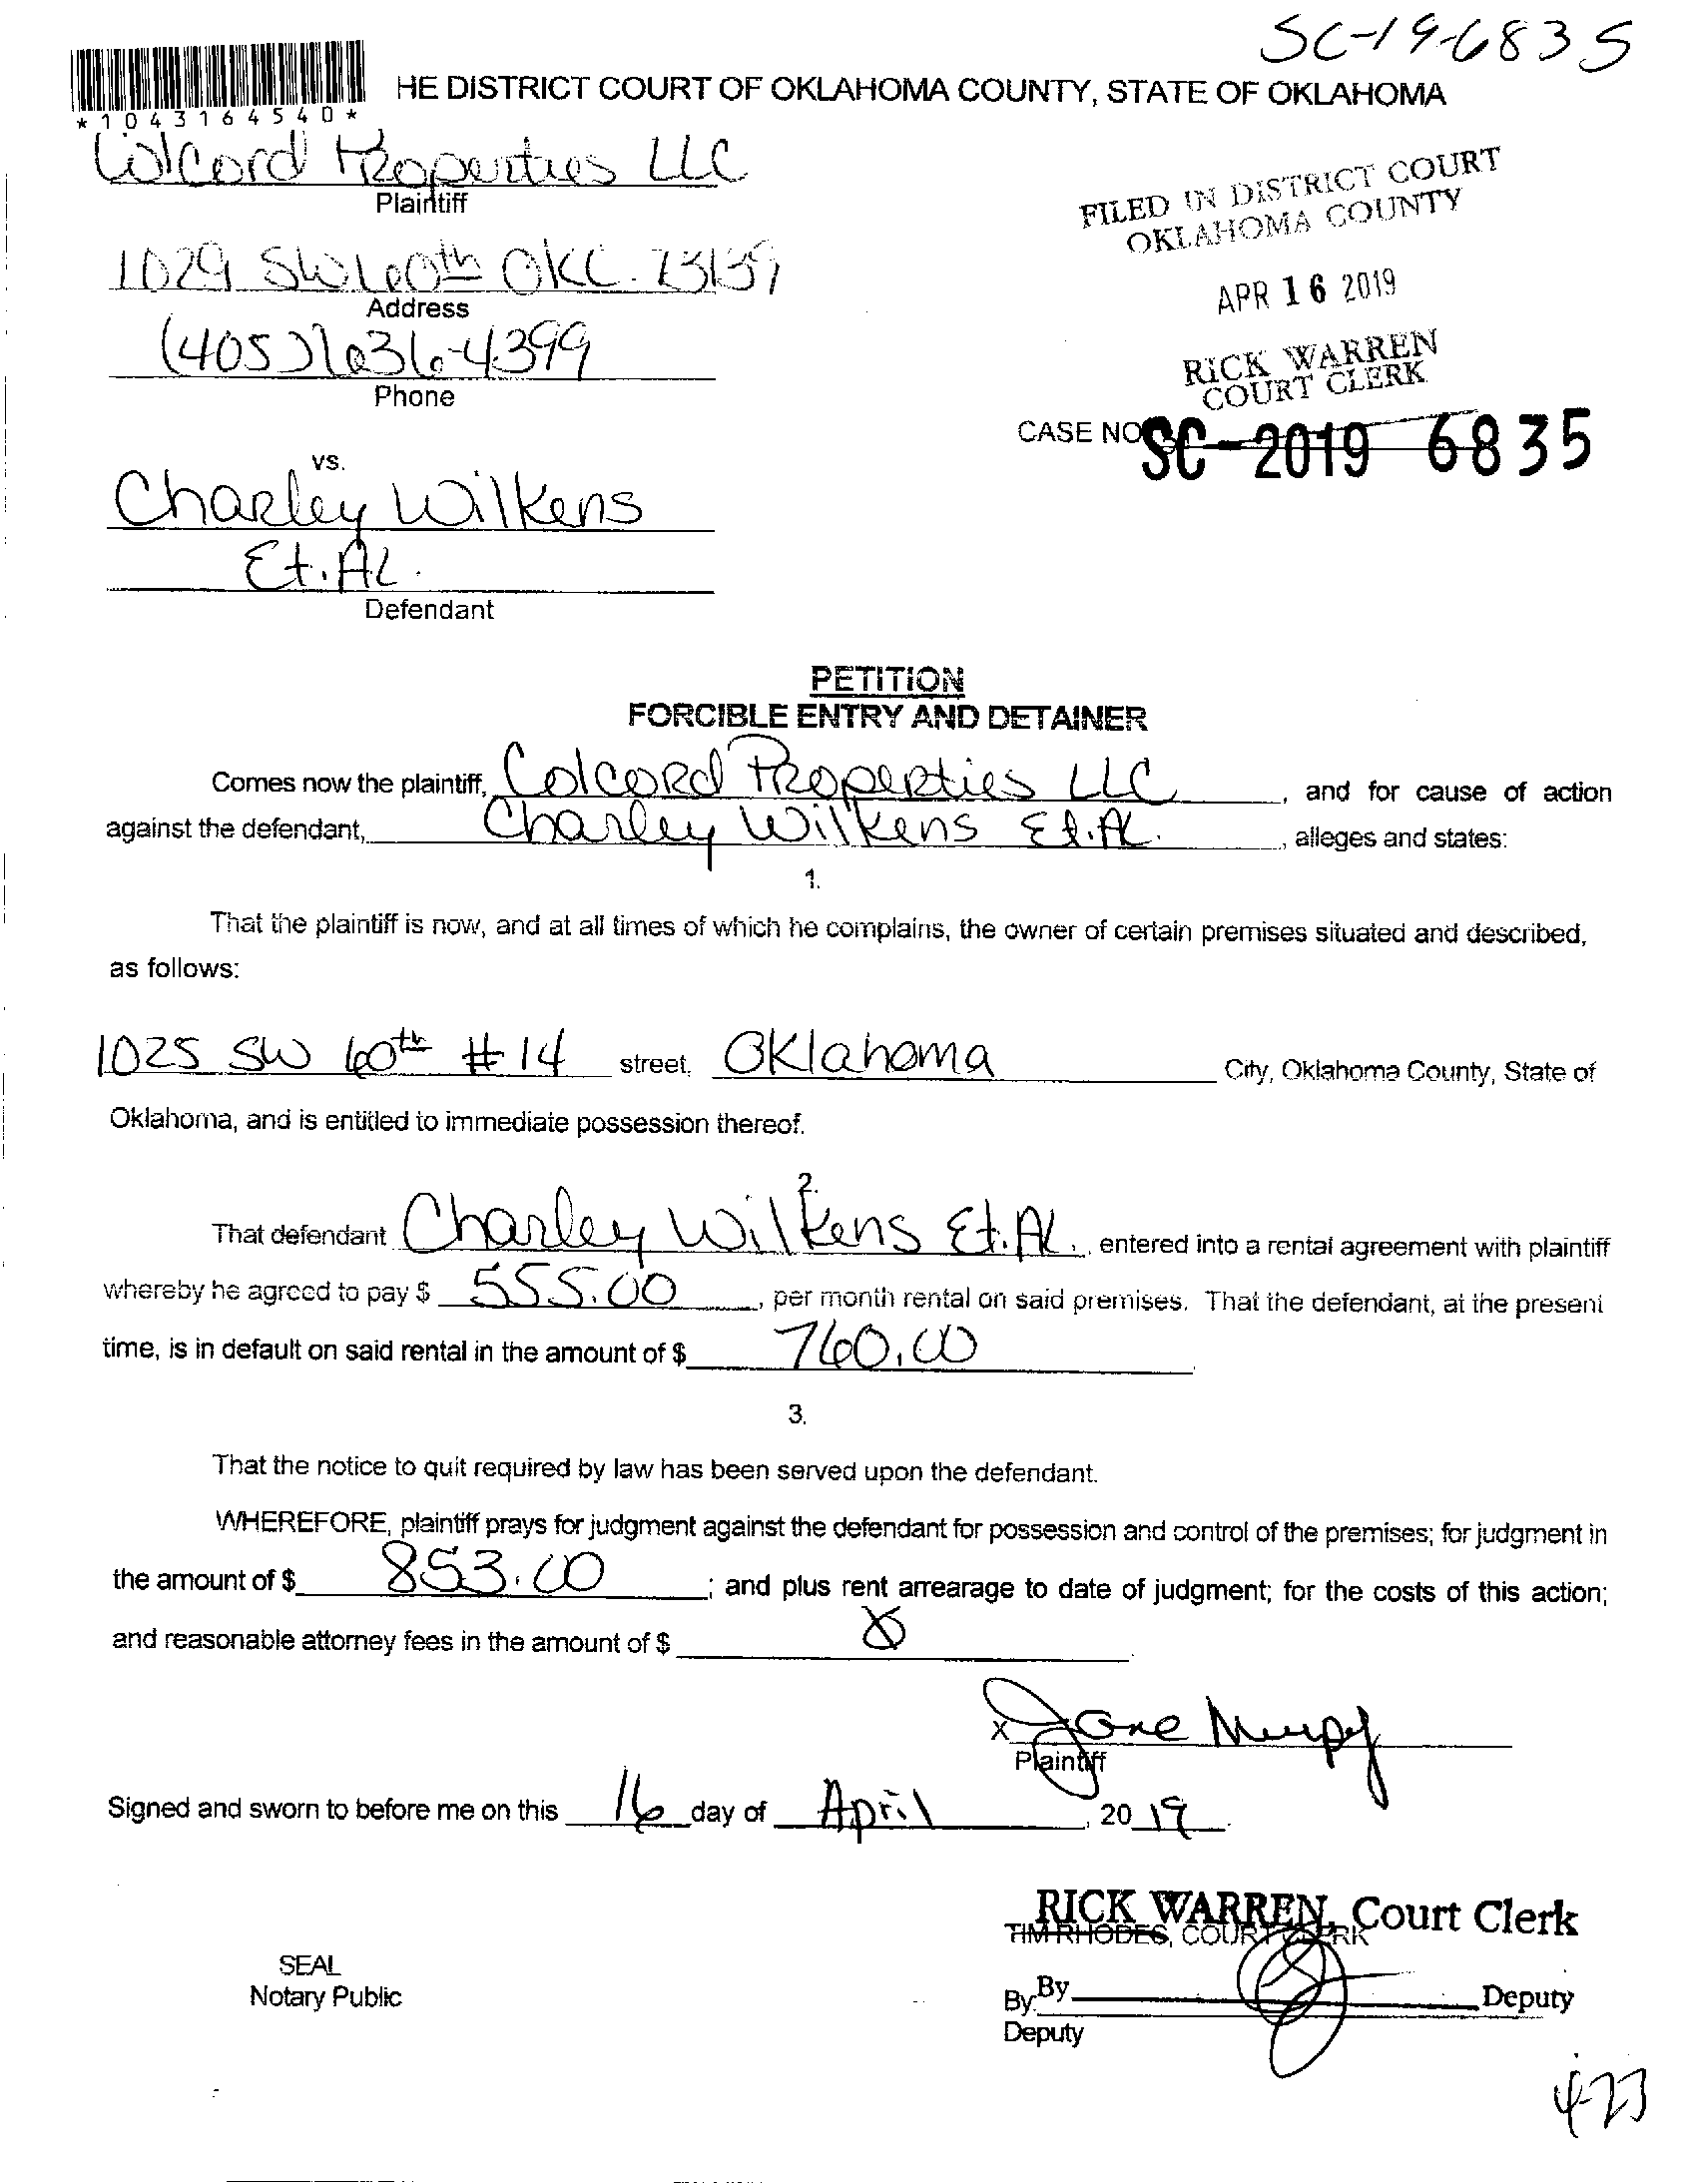 SC-19-6835
HE DISTRICT COURT OF OKLAHOMA COUNTY, STATE OF OKLAHOMA
*1043164540*
Colcord Properties LLC
Plaintiff
FILED IN DISTRICT COURT
OKLAHOMA COUNTY
1029 SW 60th OKC. 73139
Address
APR 16 2019
(405) 636-4399
Phone
RICK WARREN
COURT CLERK
CASE NO SC-2019 6835
vs.
Charley Wilkens
Et. AL.
Defendant
PETITION
FORCIBLE ENTRY AND DETAINER
Comes now the plaintiff, Colcord Properties LLC, and for cause of action
against the defendant, Charley Wilkens Et. AL., alleges and states:
1.
That the plaintiff is now, and at all times of which he complains, the owner of certain premises situated and described,
as follows:
1025 SW 60th #14 street, Oklahoma City, Oklahoma County, State of
Oklahoma, and is entitled to immediate possession thereof.
2.
That defendant Charley Wilkens Et. AL., entered into a rental agreement with plaintiff
whereby he agreed to pay $ 555.00, per month rental on said premises. That the defendant, at the present
time, is in default on said rental in the amount of $ 760.00
3.
That the notice to quit required by law has been served upon the defendant.
WHEREFORE, plaintiff prays for judgment against the defendant for possession and control of the premises; for judgment in
the amount of $ 853.00; and plus rent arrearage to date of judgment; for the costs of this action;
and reasonable attorney fees in the amount of $
X Jane Murpy
Plaintiff
Signed and sworn to before me on this 16 day of April, 2019.
RICK WARREN, Court Clerk
TIM RHODES, COURT CLERK
SEAL
Notary Public
By By Deputy
Deputy
4-23